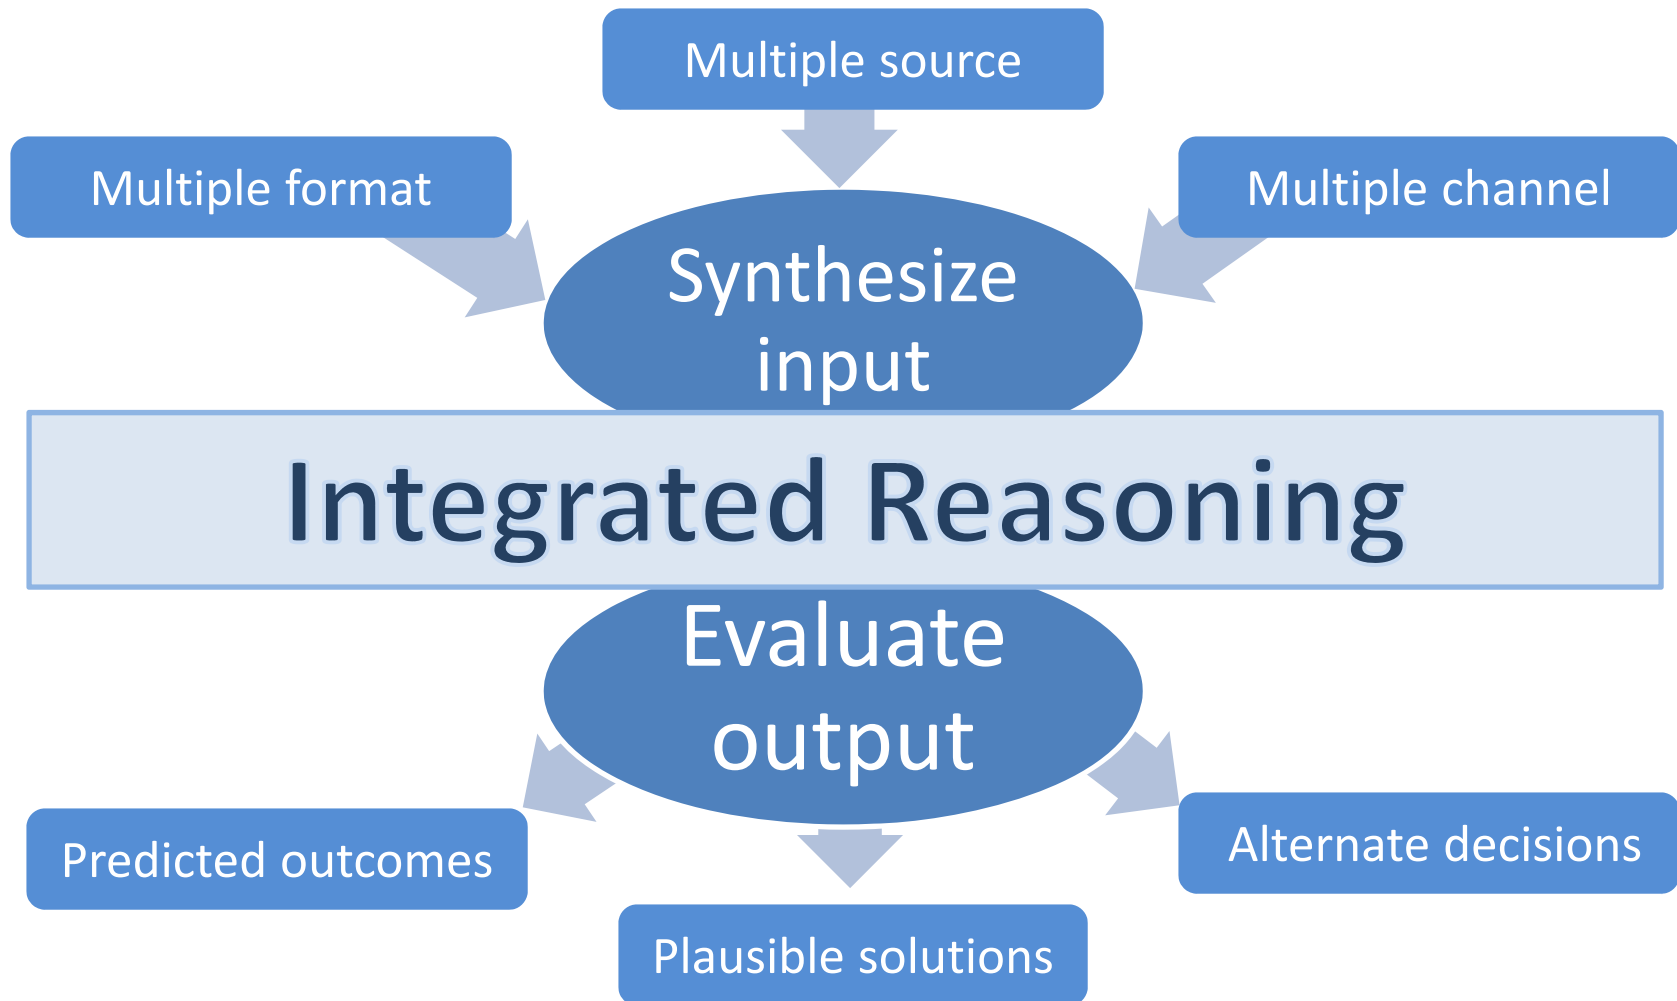 Multiple source
Multiple format
Multiple channel
Synthesize
input
Integrated Reasoning
Evaluate
output
Predicted outcomes
Alternate decisions
Plausible solutions